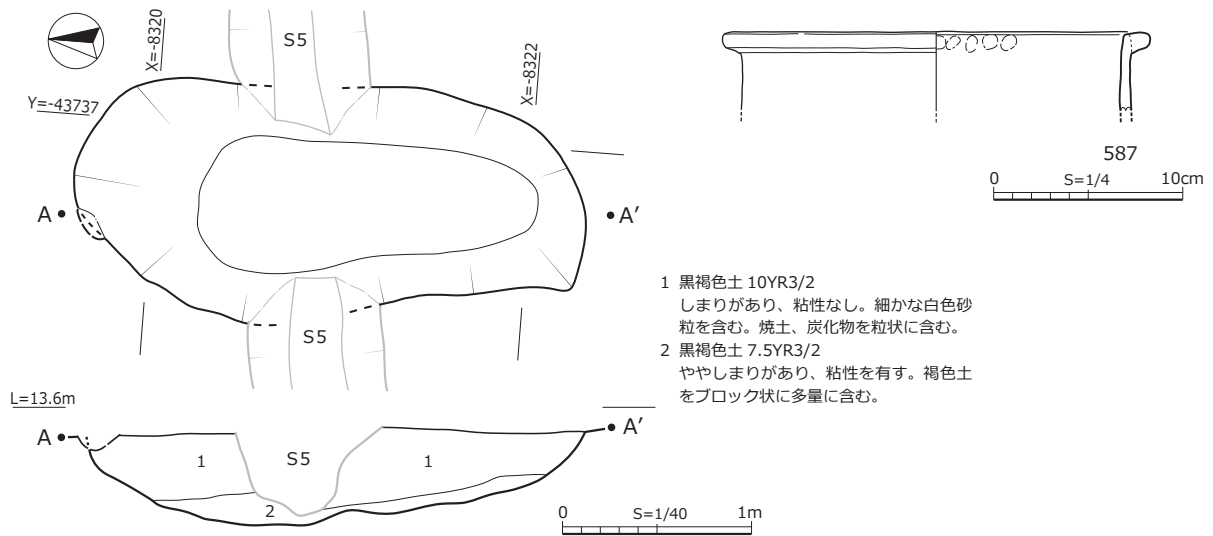 S5
X=-8320
X=-8322
Y=-43737
A
A′
S5
587
0 S=1/4 10cm
1 黒褐色土 10YR3/2
しまりがあり、粘性なし。細かな白色砂
粒を含む。焼土、炭化物を粒状に含む。
2 黒褐色土 7.5YR3/2
ややしまりがあり、粘性を有す。褐色土
をブロック状に多量に含む。
L=13.6m
A
A′
1
S5
1
2
0 S=1/40 1m